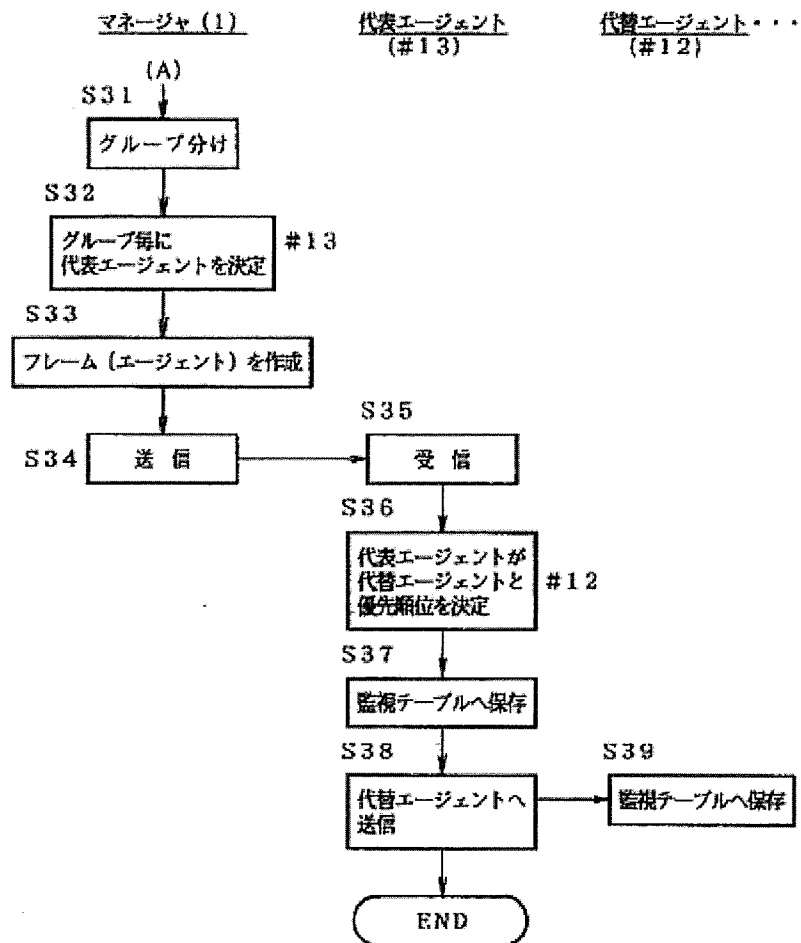 マネージャ(1)
代表エージェント
(#13)
代替エージェント・・・
(#12)
(A)
S31
グループ分け
S32
グループ毎に
代表エージェントを決定
#13
S33
フレーム(エージェント)を作成
S34
送信
S35
受信
S36
代表エージェントが
代替エージェントと
優先順位を決定
#12
S37
監視テーブルへ保存
S38
代替エージェントへ
送信
S39
監視テーブルへ保存
END